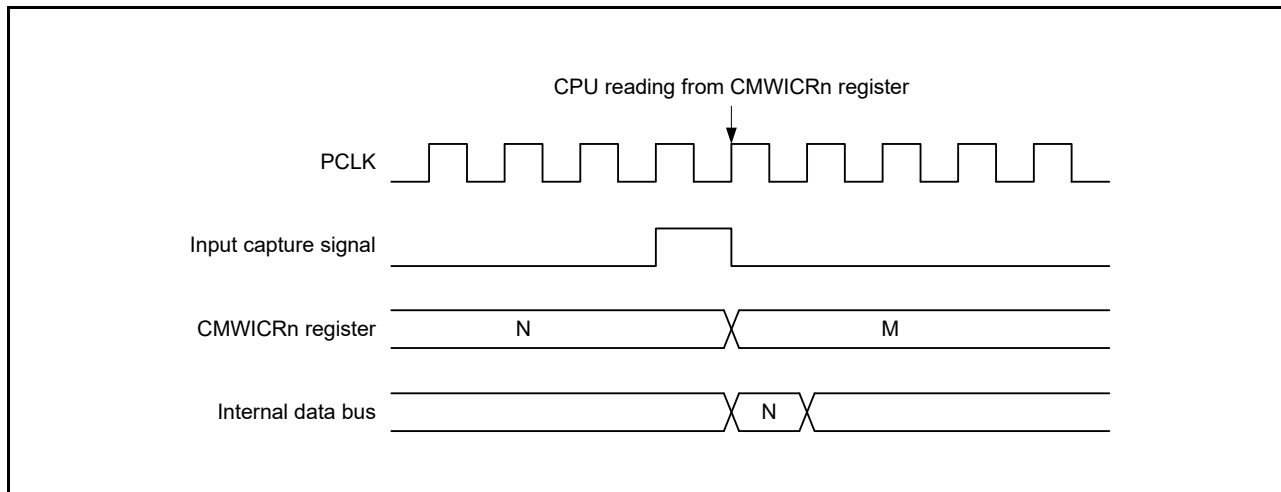 CPU reading from CMWICRn register
PCLK
Input capture signal
CMWICRn register
N
M
Internal data bus
N